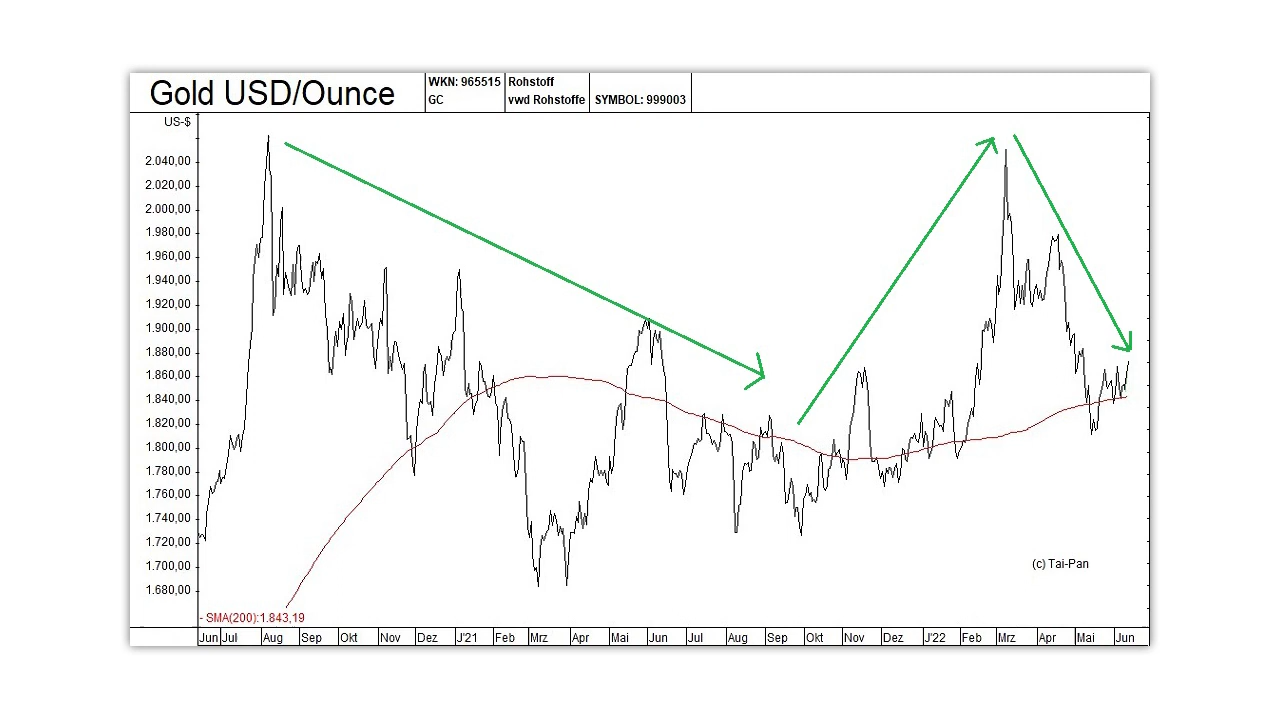 Gold USD/Ounce
WKN: 965515
GC
Rohstoff
vwd Rohstoffe
SYMBOL: 999003
US-$
2.040,00
2.020,00
2.000,00
1.980,00
1.960,00
1.940,00
1.920,00
1.900,00
1.880,00
1.860,00
1.840,00
1.820,00
1.800,00
1.780,00
1.760,00
1.740,00
1.720,00
1.700,00
1.680,00
(c) Tai-Pan
- SMA(200):1.843,19
Jun Jul Aug Sep Okt Nov Dez J'21 Feb Mrz Apr Mai Jun Jul Aug Sep Okt Nov Dez J'22 Feb Mrz Apr Mai Jun